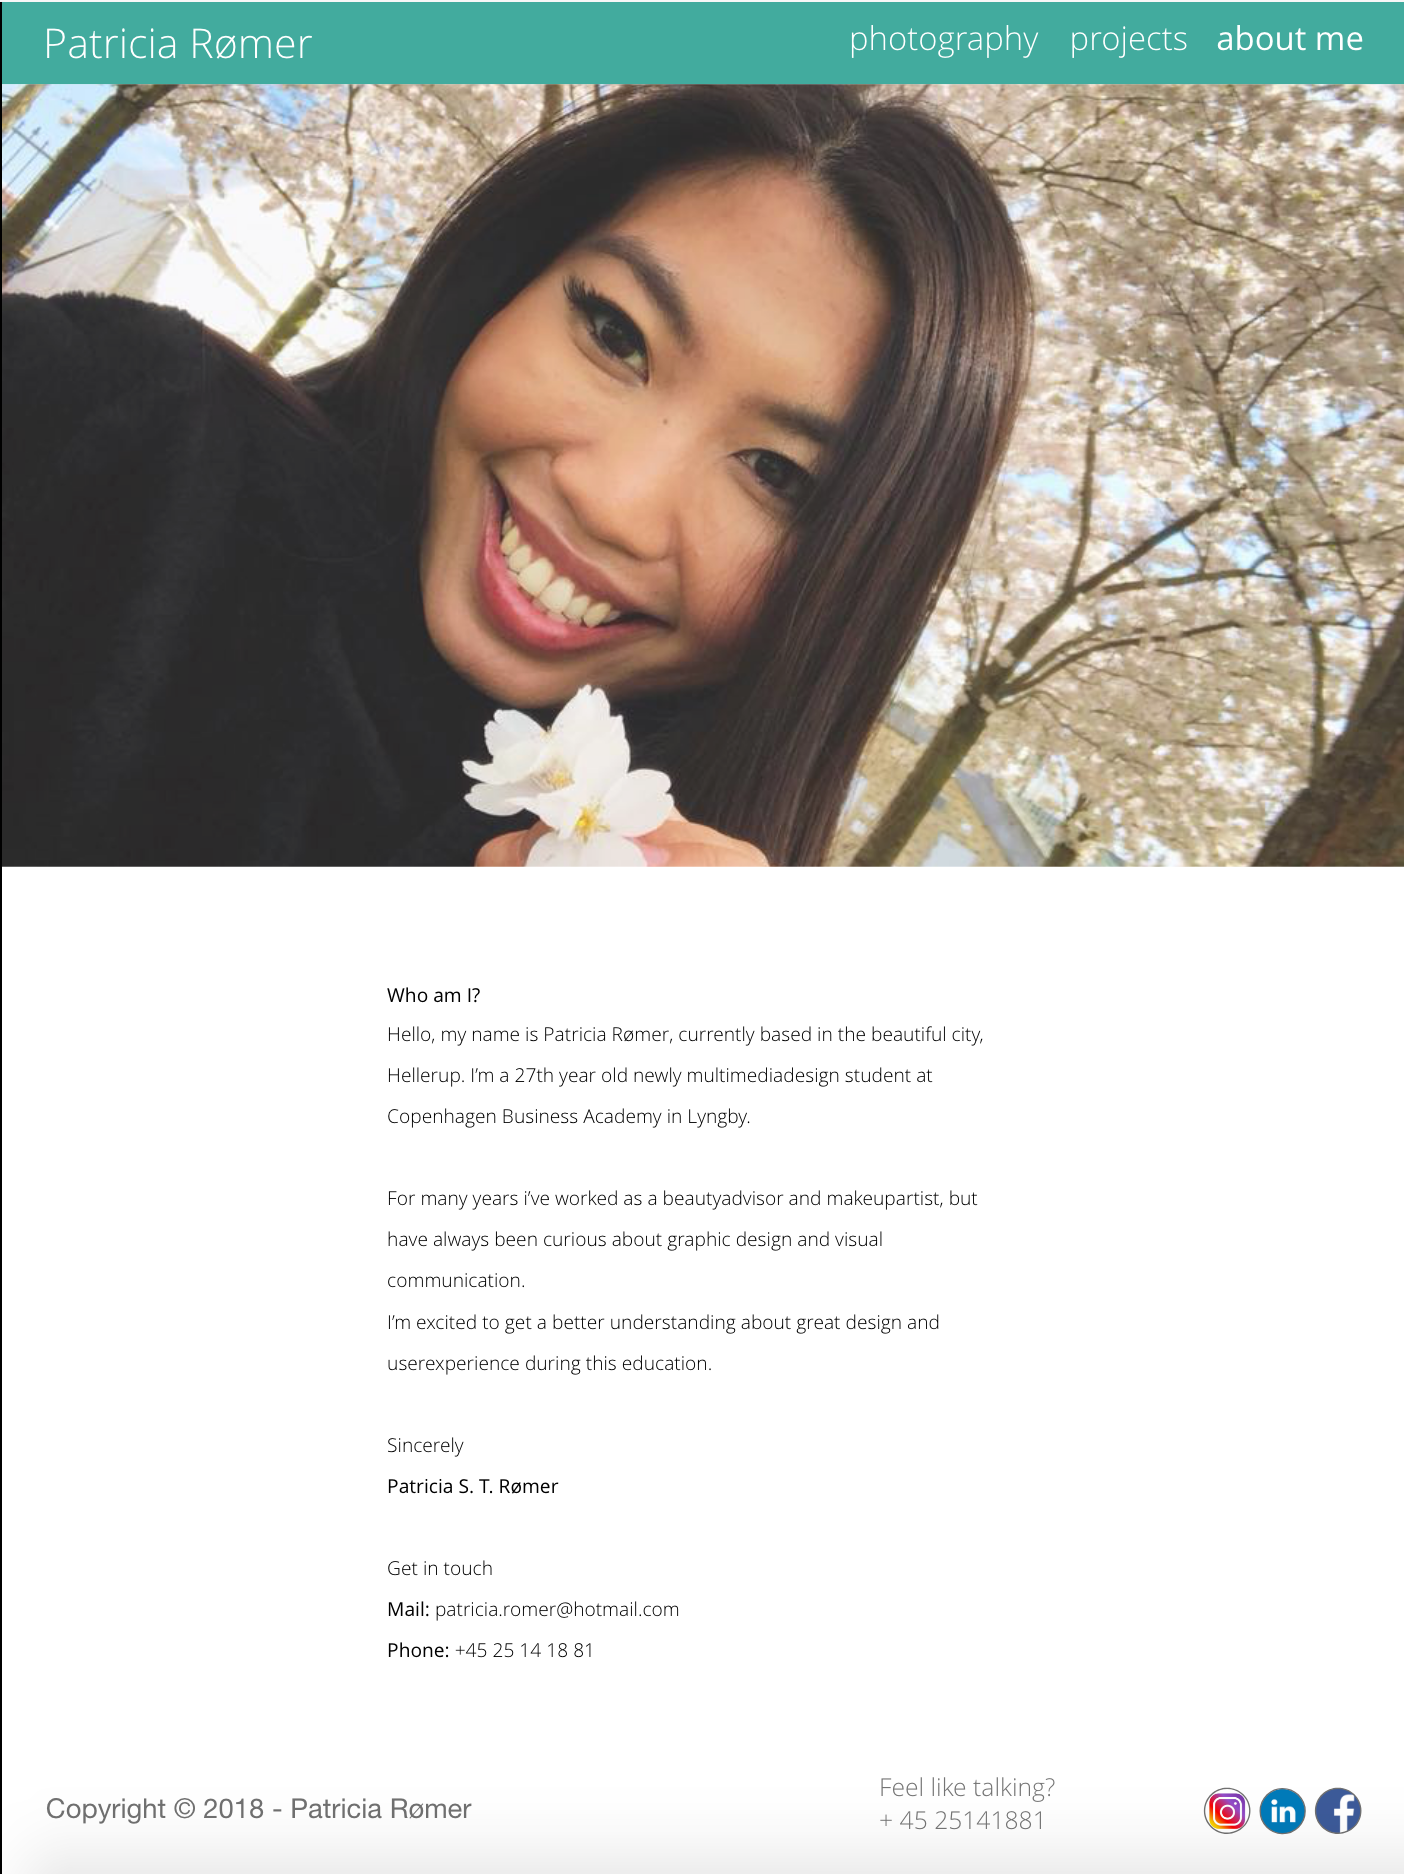 Patricia Rømer
photography projects about me
Who am I?
Hello, my name is Patricia Rømer, currently based in the beautiful city,
Hellerup. I'm a 27th year old newly multimediadesign student at
Copenhagen Business Academy in Lyngby.
For many years i've worked as a beautyadvisor and makeupartist, but
have always been curious about graphic design and visual
communication.
I'm excited to get a better understanding about great design and
userexperience during this education.
Sincerely
Patricia S. T. Rømer
Get in touch
Mail: patricia.romer@hotmail.com
Phone: +45 25 14 18 81
Copyright © 2018 - Patricia Rømer
Feel like talking?
+ 45 25141881
in
f